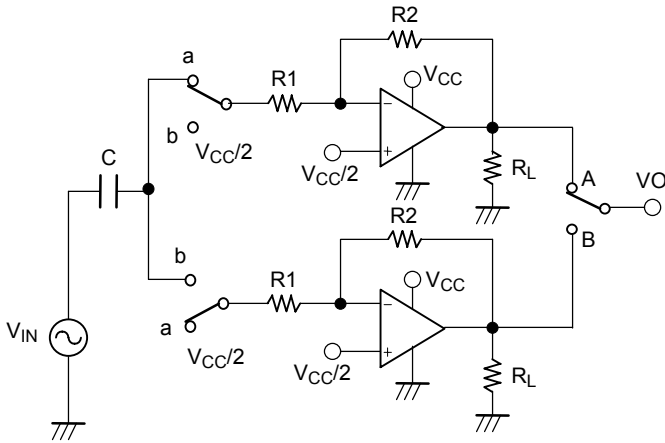 R2
a
R1
VCC
−
b
VCC/2
+
C
VCC/2
RL
A
VO
R2
B
b
R1
VCC
−
a
VIN
VCC/2
+
VCC/2
RL